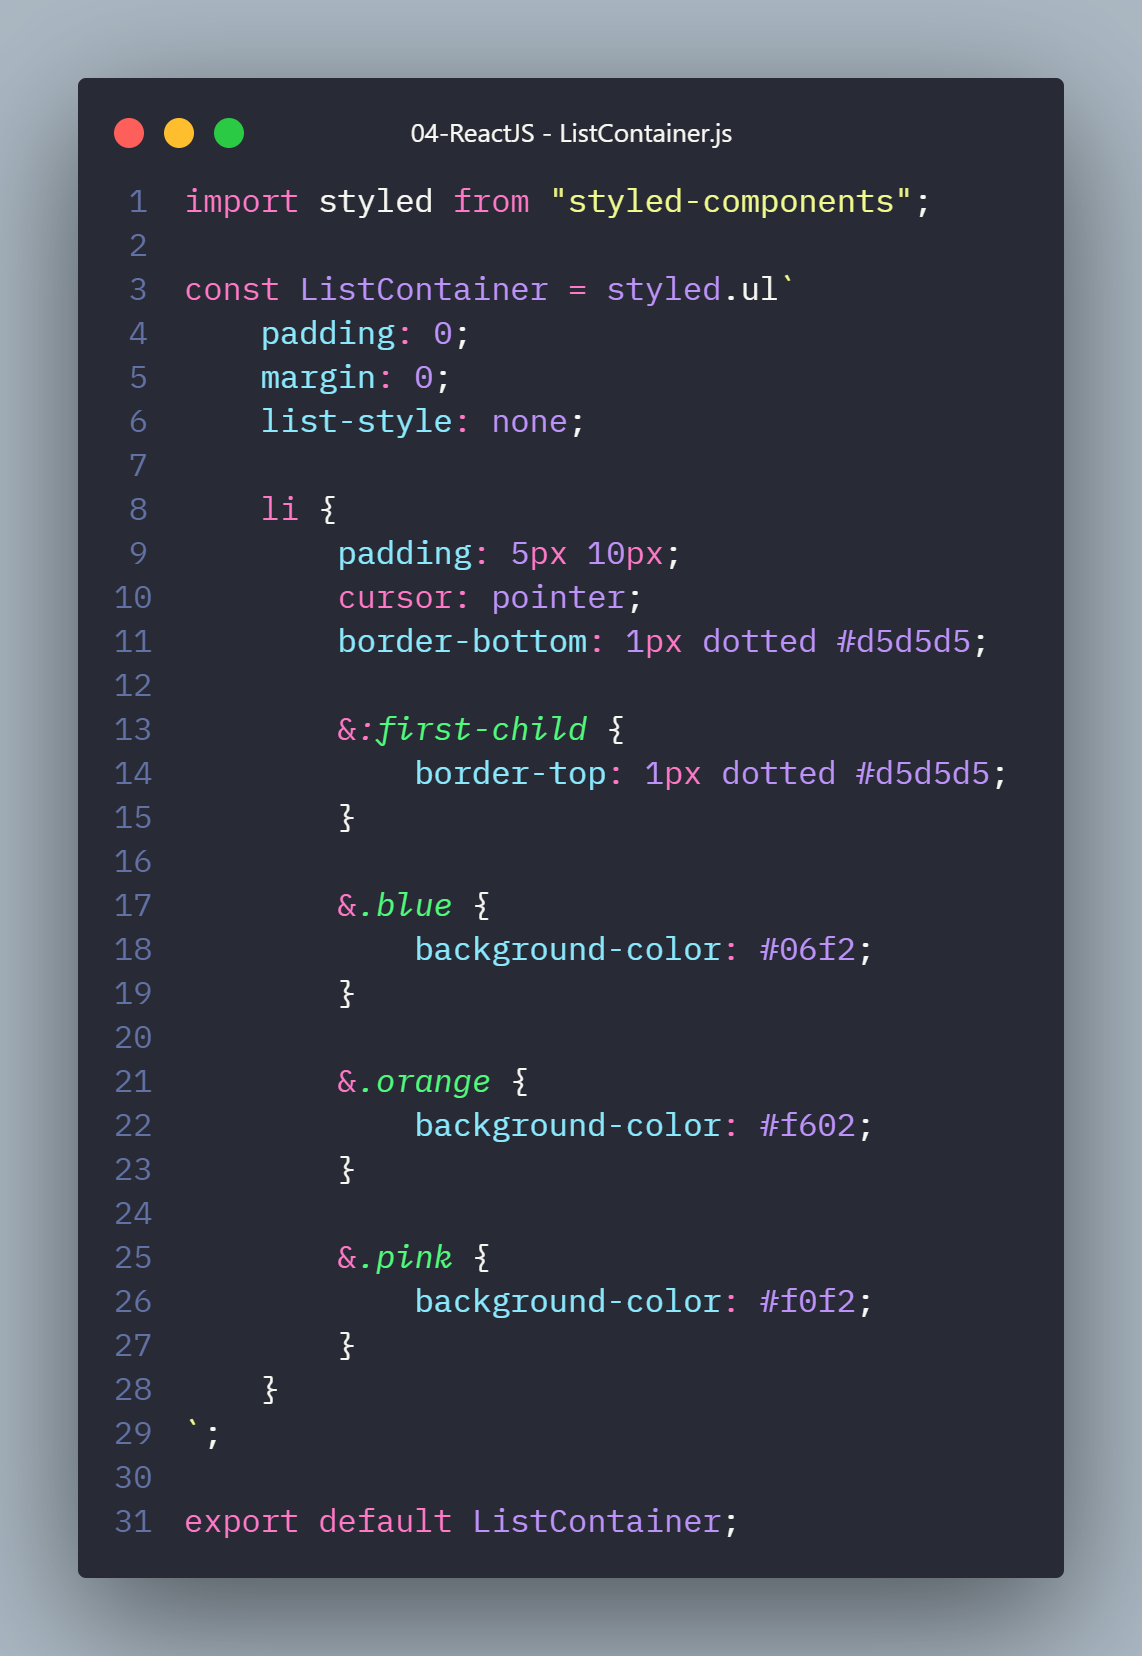 04-ReactJS - ListContainer.js
1 import styled from "styled-components";
2
3 const ListContainer = styled.ul`
4     padding: 0;
5     margin: 0;
6     list-style: none;
7
8     li {
9         padding: 5px 10px;
10         cursor: pointer;
11         border-bottom: 1px dotted #d5d5d5;
12
13         &:first-child {
14             border-top: 1px dotted #d5d5d5;
15         }
16
17         &.blue {
18             background-color: #06f2;
19         }
20
21         &.orange {
22             background-color: #f602;
23         }
24
25         &.pink {
26             background-color: #f0f2;
27         }
28     }
29 `;
30
31 export default ListContainer;